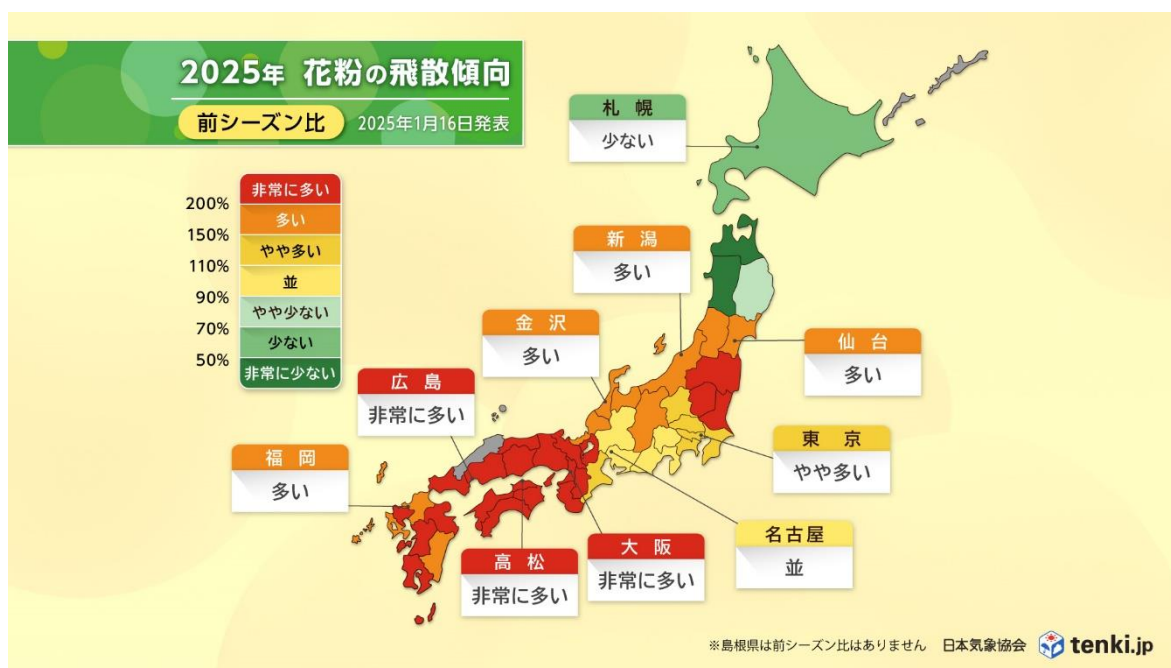 2025年 花粉の飛散傾向
前シーズン比 2025年1月16日発表
非常に多い
200%
多い
150%
やや多い
110%
並
90%
やや少ない
70%
少ない
50%
非常に少ない
札幌
少ない
新潟
多い
金沢
多い
仙台
多い
広島
非常に多い
東京
やや多い
福岡
多い
名古屋
並
大阪
非常に多い
高松
非常に多い
※島根県は前シーズン比はありません 日本気象協会 tenki.jp